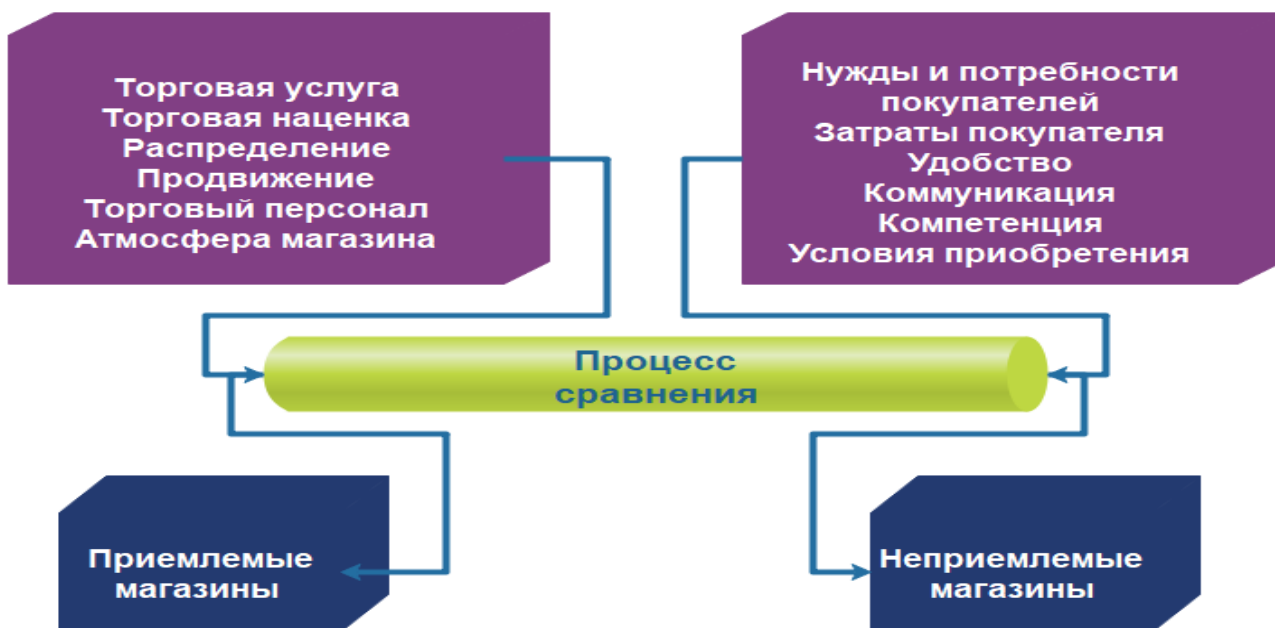 Торговая услуга
Торговая наценка
Распределение
Продвижение
Торговый персонал
Атмосфера магазина
Нужды и потребности
покупателей
Затраты покупателя
Удобство
Коммуникация
Компетенция
Условия приобретения
Процесс
сравнения
Приемлемые
магазины
Неприемлемые
магазины